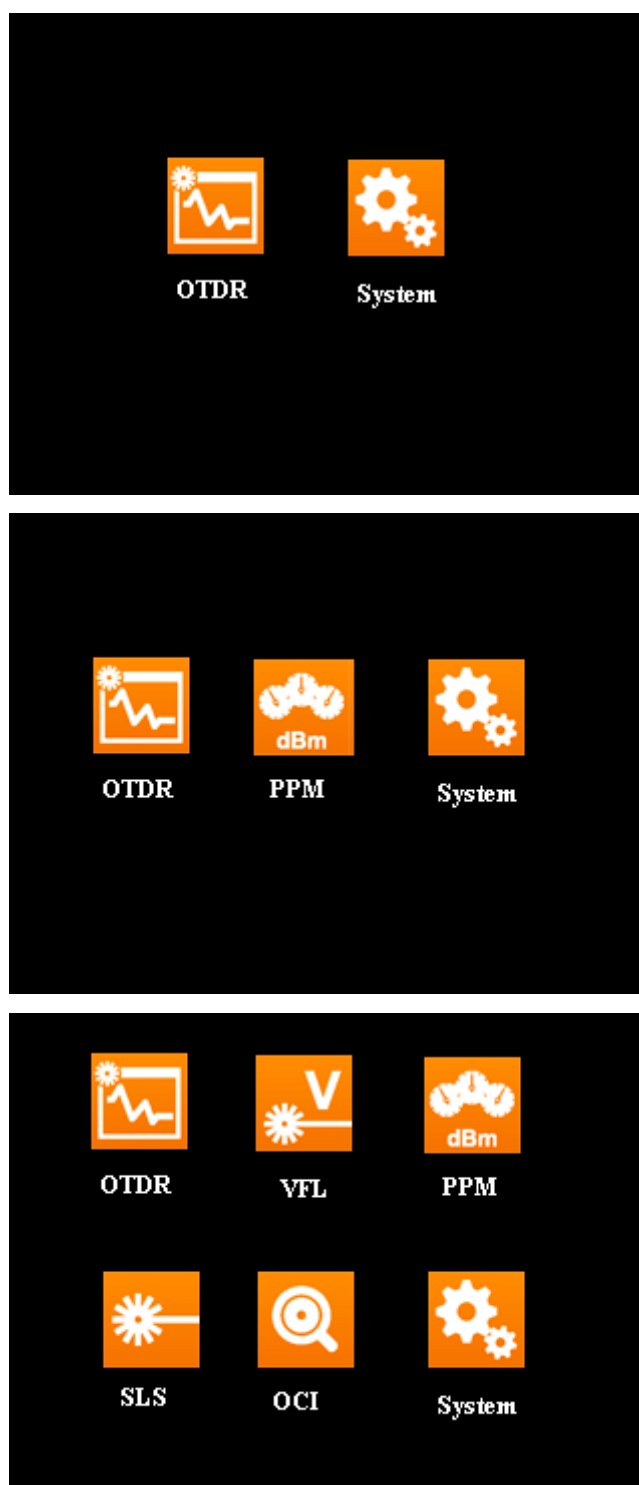 OTDR System
dBm
OTDR PPM System
V
dBm
OTDR VFL PPM
SLS OCI System